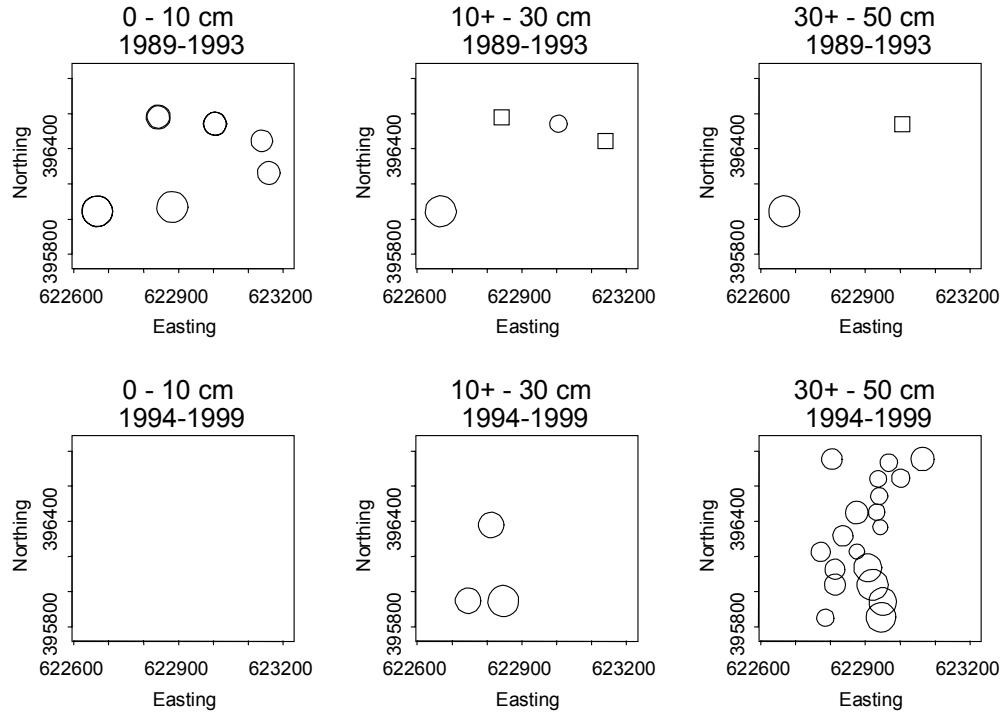 0 - 10 cm
1989-1993
Northing
396400
395800
622600 622900 623200
Easting
10+ - 30 cm
1989-1993
Northing
396400
395800
622600 622900 623200
Easting
30+ - 50 cm
1989-1993
Northing
396400
395800
622600 622900 623200
Easting
0 - 10 cm
1994-1999
Northing
396400
395800
622600 622900 623200
Easting
10+ - 30 cm
1994-1999
Northing
396400
395800
622600 622900 623200
Easting
30+ - 50 cm
1994-1999
Northing
396400
395800
622600 622900 623200
Easting